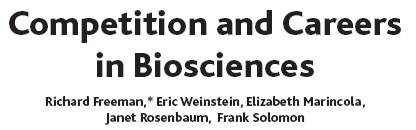 Competition and Careers
in Biosciences
Richard Freeman,* Eric Weinstein, Elizabeth Marincola,
Janet Rosenbaum, Frank Solomon